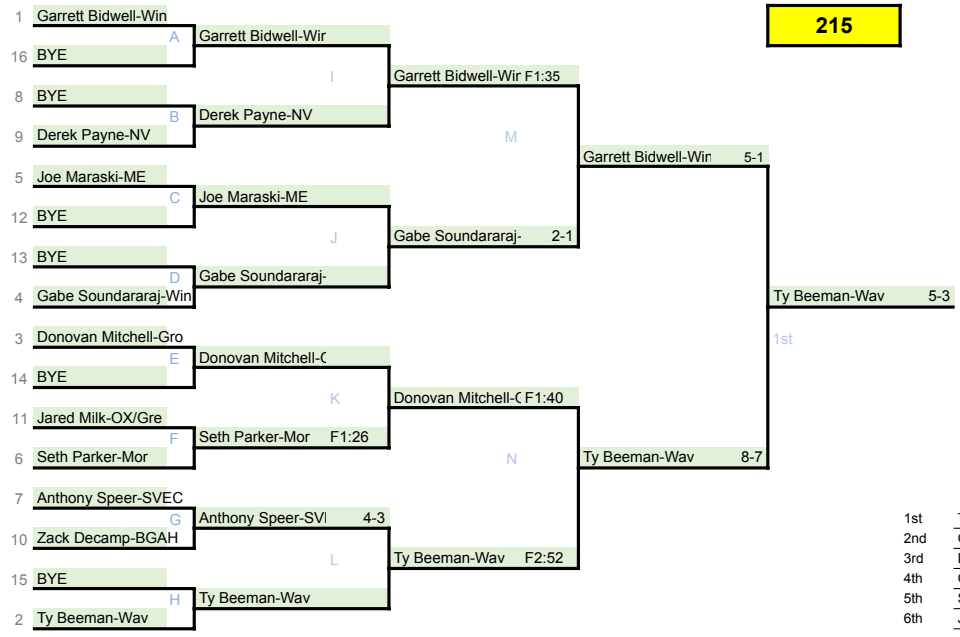 215
1 Garrett Bidwell-Win
A
16 BYE
Garrett Bidwell-Wir
I
8 BYE
B
9 Derek Payne-NV
Derek Payne-NV
Garrett Bidwell-Wir F1:35
M
5 Joe Maraski-ME
C
12 BYE
Joe Maraski-ME
J
13 BYE
D
4 Gabe Soundararaj-Win
Gabe Soundararaj-
Gabe Soundararaj- 2-1
Garrett Bidwell-Win 5-1
3 Donovan Mitchell-Gro
E
14 BYE
Donovan Mitchell-
K
11 Jared Milk-OX/Gre
F
6 Seth Parker-Mor
Seth Parker-Mor F1:26
Donovan Mitchell- F1:40
N
7 Anthony Speer-SVEC
G
10 Zack Decamp-BGAH
Anthony Speer-SV 4-3
L
15 BYE
H
2 Ty Beeman-Wav
Ty Beeman-Wav
Ty Beeman-Wav F2:52
Ty Beeman-Wav 8-7
Ty Beeman-Wav 5-3
1st
1st
2nd
3rd
4th
5th
6th